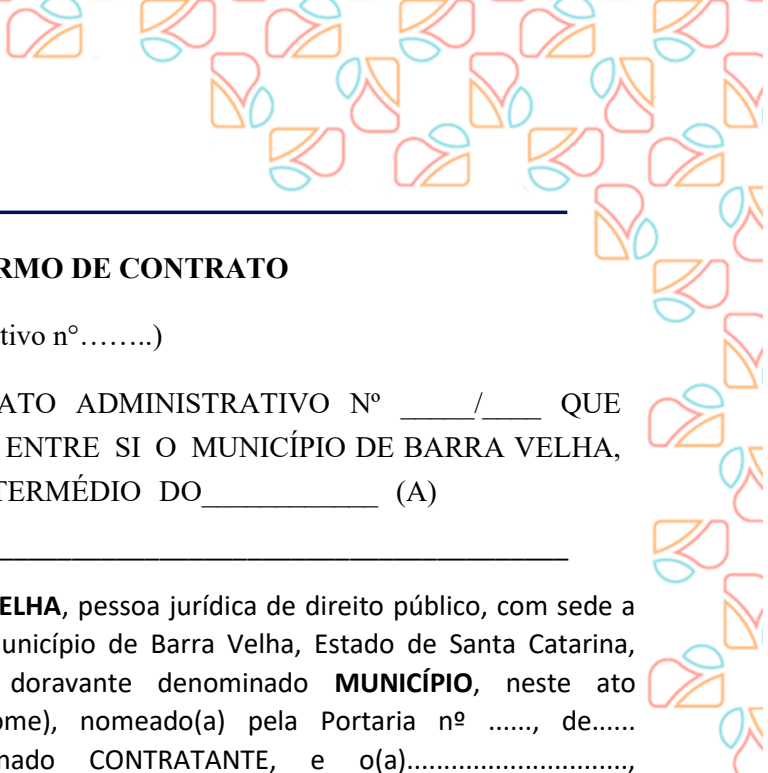 RMO DE CONTRATO
tivo n°……..)
ATO ADMINISTRATIVO Nº _____/____ QUE
ENTRE SI O MUNICÍPIO DE BARRA VELHA,
TERMÉDIO DO____________ (A)
ELHA, pessoa jurídica de direito público, com sede a
unicípio de Barra Velha, Estado de Santa Catarina,
doravante denominado MUNICÍPIO, neste ato
ome), nomeado(a) pela Portaria nº ......, de......
nado CONTRATANTE, e o(a)............................,